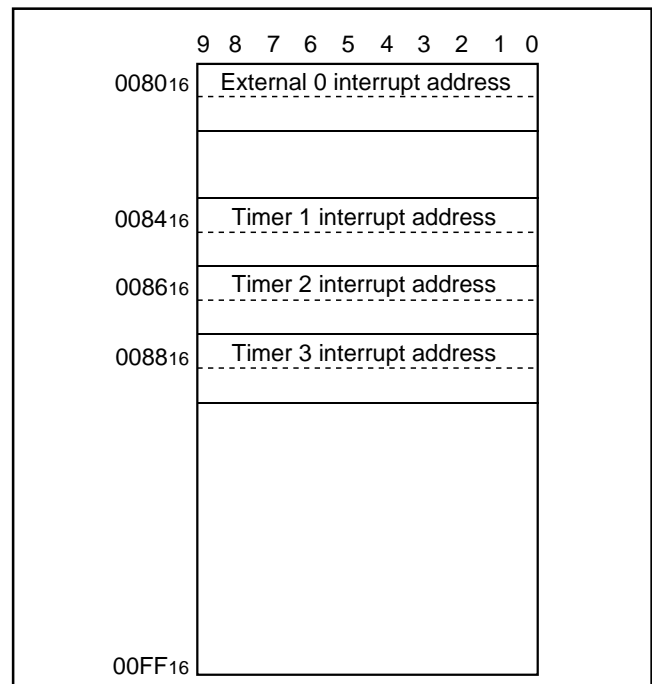 9 8 7 6 5 4 3 2 1 0
008016 External 0 interrupt address
008416 Timer 1 interrupt address
008616 Timer 2 interrupt address
008816 Timer 3 interrupt address
00FF16